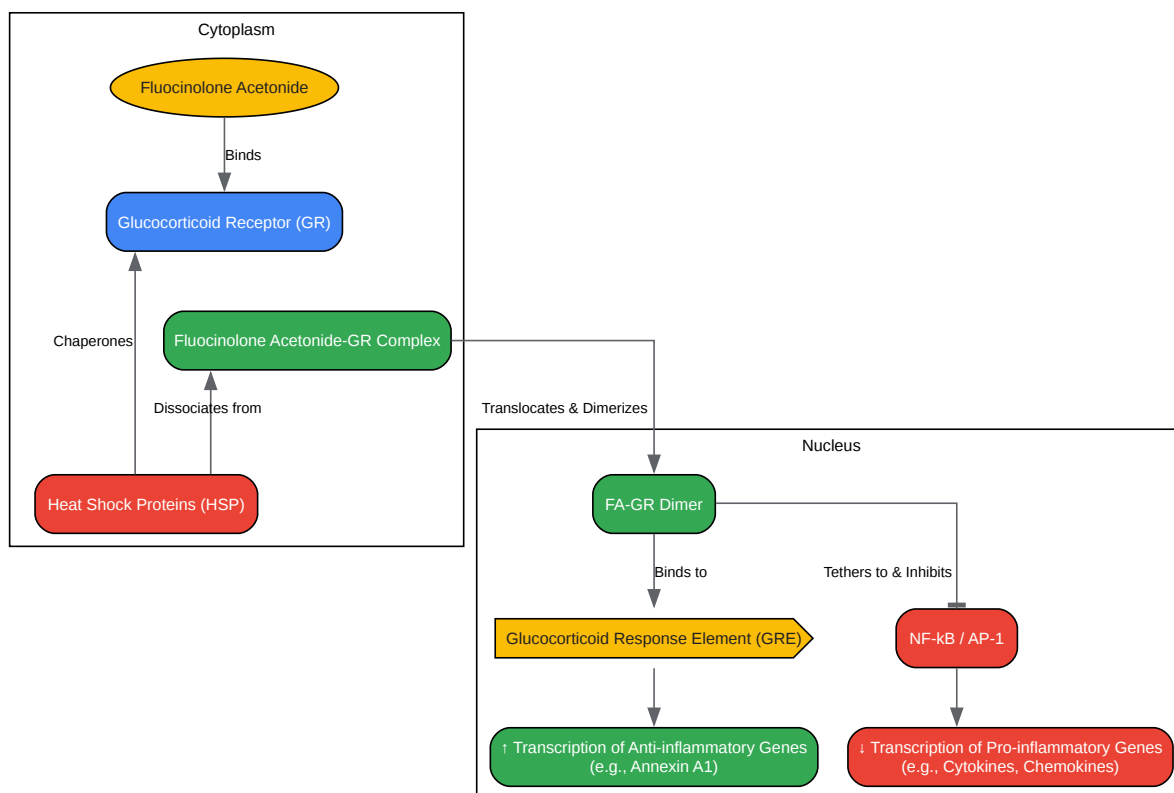 Cytoplasm
Fluocinolone Acetonide
Binds
Glucocorticoid Receptor (GR)
Chaperones
Fluocinolone Acetonide-GR Complex
Dissociates from
Translocates & Dimerizes
Heat Shock Proteins (HSP)
Nucleus
FA-GR Dimer
Binds to
Tethers to & Inhibits
Glucocorticoid Response Element (GRE)
NF-kB / AP-1
↑ Transcription of Anti-inflammatory Genes
(e.g., Annexin A1)
↓ Transcription of Pro-inflammatory Genes
(e.g., Cytokines, Chemokines)